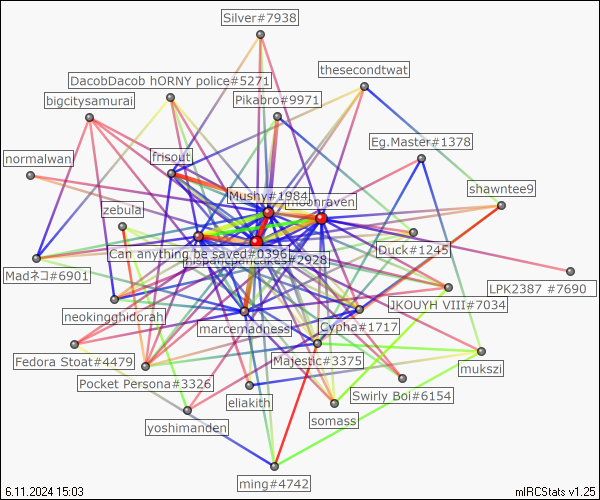 Silver#7938
thesecondtwat
DacobDacob hORNY police#5271
bigcitysamurai
Pikabro#9971
Eg.Master#1378
normalwan
frisout
shawntee9
Mushy#1984
moonraven
zebula
Can anything be saved#0396
Duck#1245
#2928
Madネコ#6901
LPK2387 #7690
JKOUYH VIII#7034
neokingghidorah
marcemadness
Cypha#1717
Fedora Stoat#4479
Majestic#3375
mukszi
Pocket Persona#3326
Swirly Boi#6154
eliakith
somass
yoshimanden
ming#4742
6.11.2024 15:03
mIRCStats v1.25